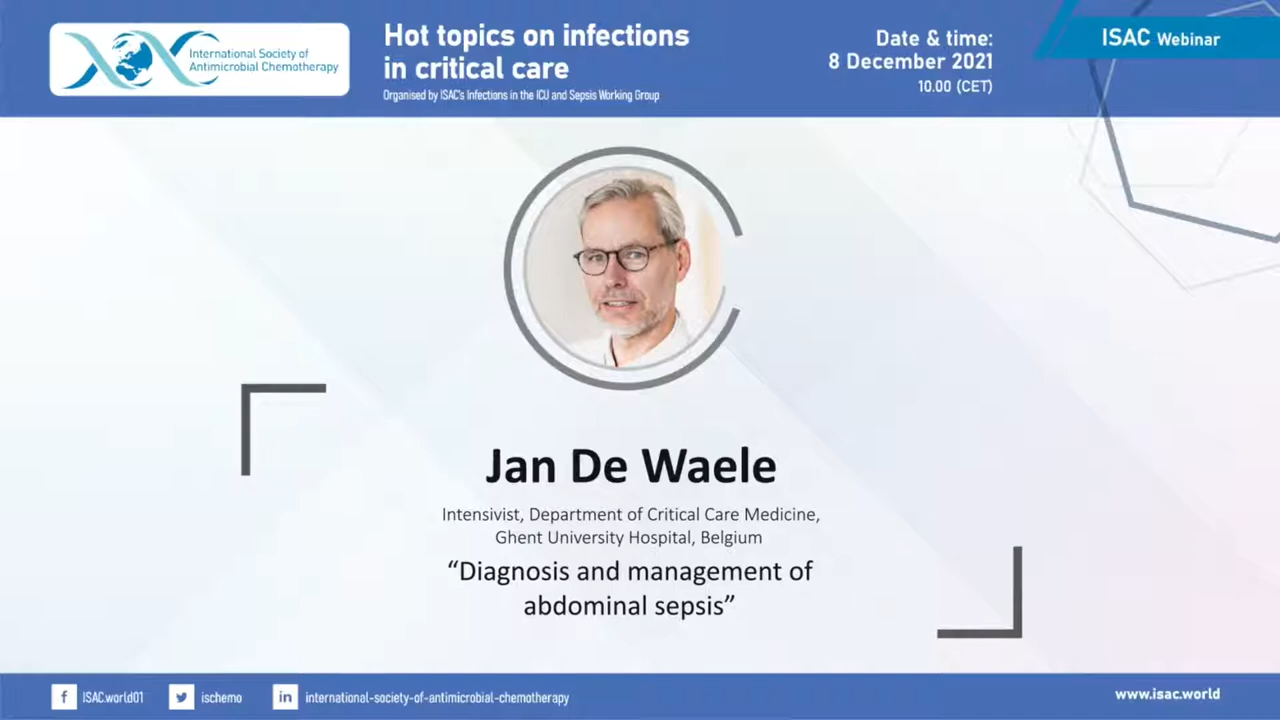 International Society of
Antimicrobial Chemotherapy
Hot topics on infections
in critical care
Organised by ISAC's Infections in the ICU and Sepsis Working Group
Date & time:
8 December 2021
10.00 (CET)
ISAC Webinar
Jan De Waele
Intensivist, Department of Critical Care Medicine,
Ghent University Hospital, Belgium
“Diagnosis and management of
abdominal sepsis”
ISAC.world01
ischemo
international-society-of-antimicrobial-chemotherapy
www.isac.world